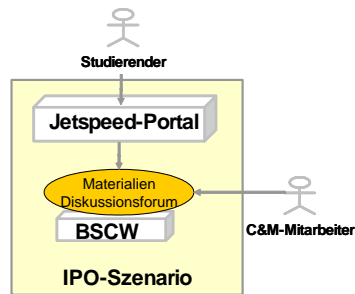 Studierender
Jetspeed-Portal
Materialien
Diskussionsforum
BSCW
C&M-Mitarbeiter
IPO-Szenario